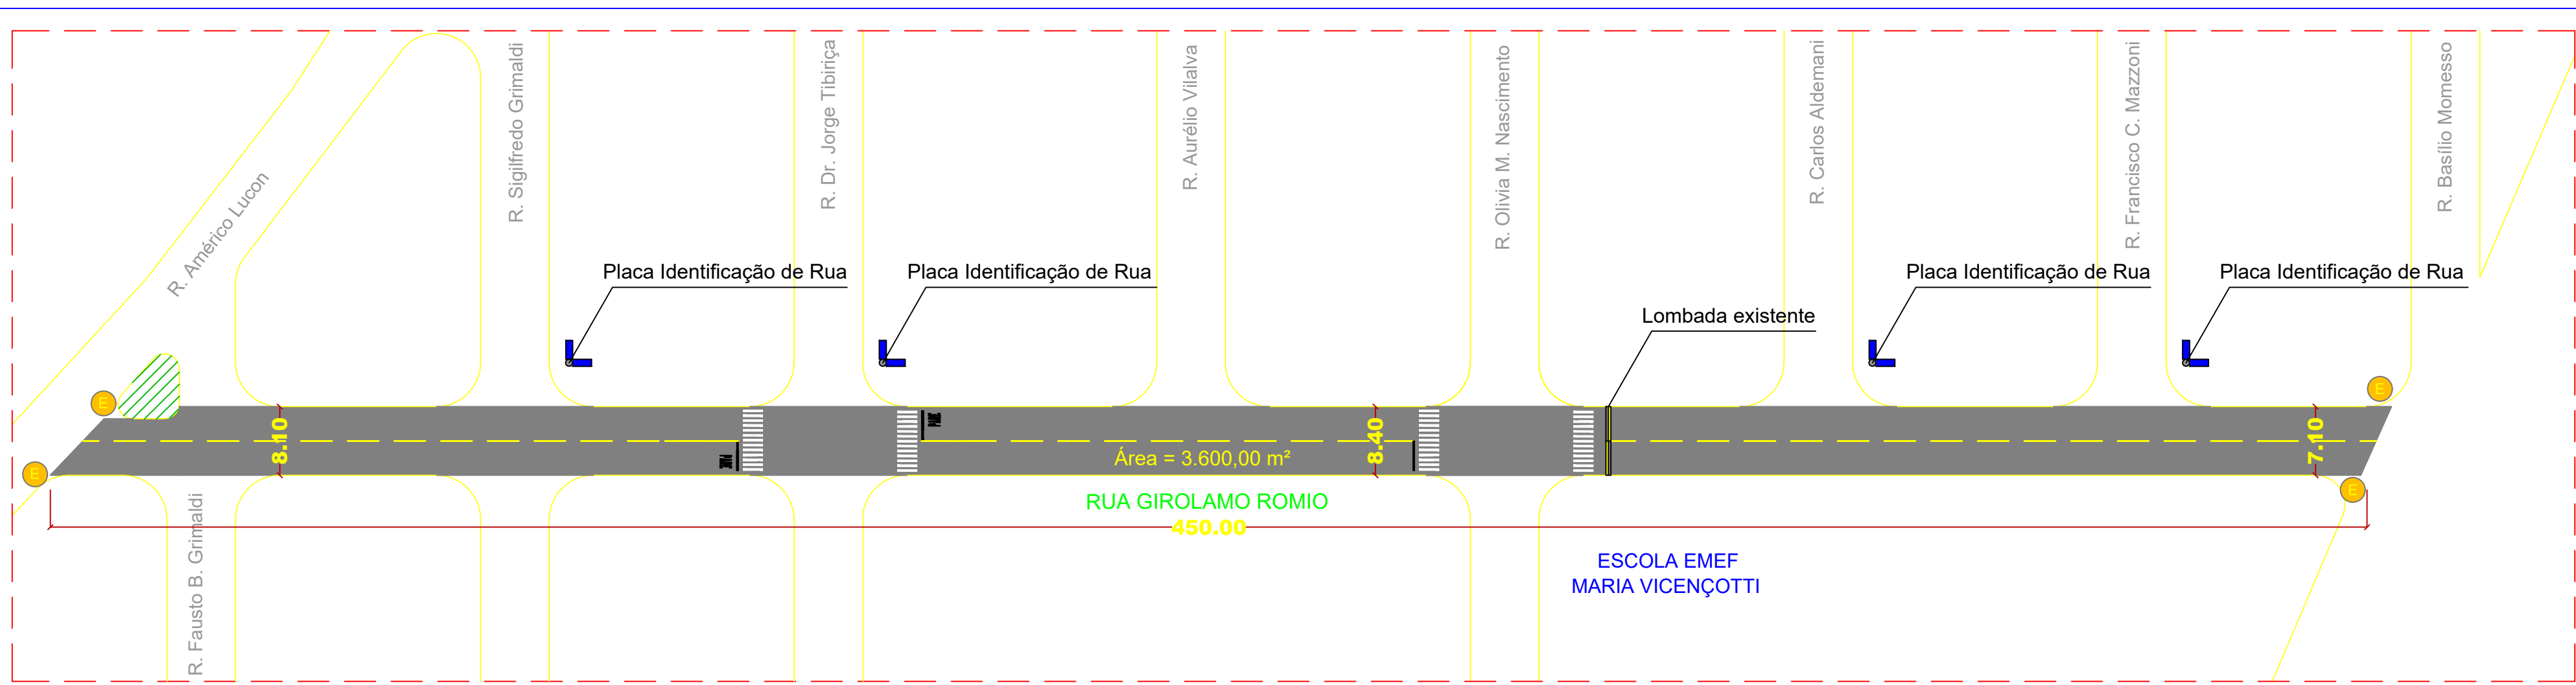 R. Américo Lucon
R. Sigilfredo Grimaldi
R. Dr. Jorge Tibiriça
R. Aurélio Vilalva
R. Olivia M. Nascimento
R. Carlos Aldemani
R. Francisco C. Mazzoni
R. Basílio Momesso
Placa Identificação de Rua
Placa Identificação de Rua
Placa Identificação de Rua
Placa Identificação de Rua
Lombada existente
E
E
8.10
PARE
PARE
8.40
7.10
Área = 3.600,00 m²
E
E
R. Fausto B. Grimaldi
RUA GIROLAMO ROMIO
450.00
ESCOLA EMEF
MARIA VICENÇOTTI